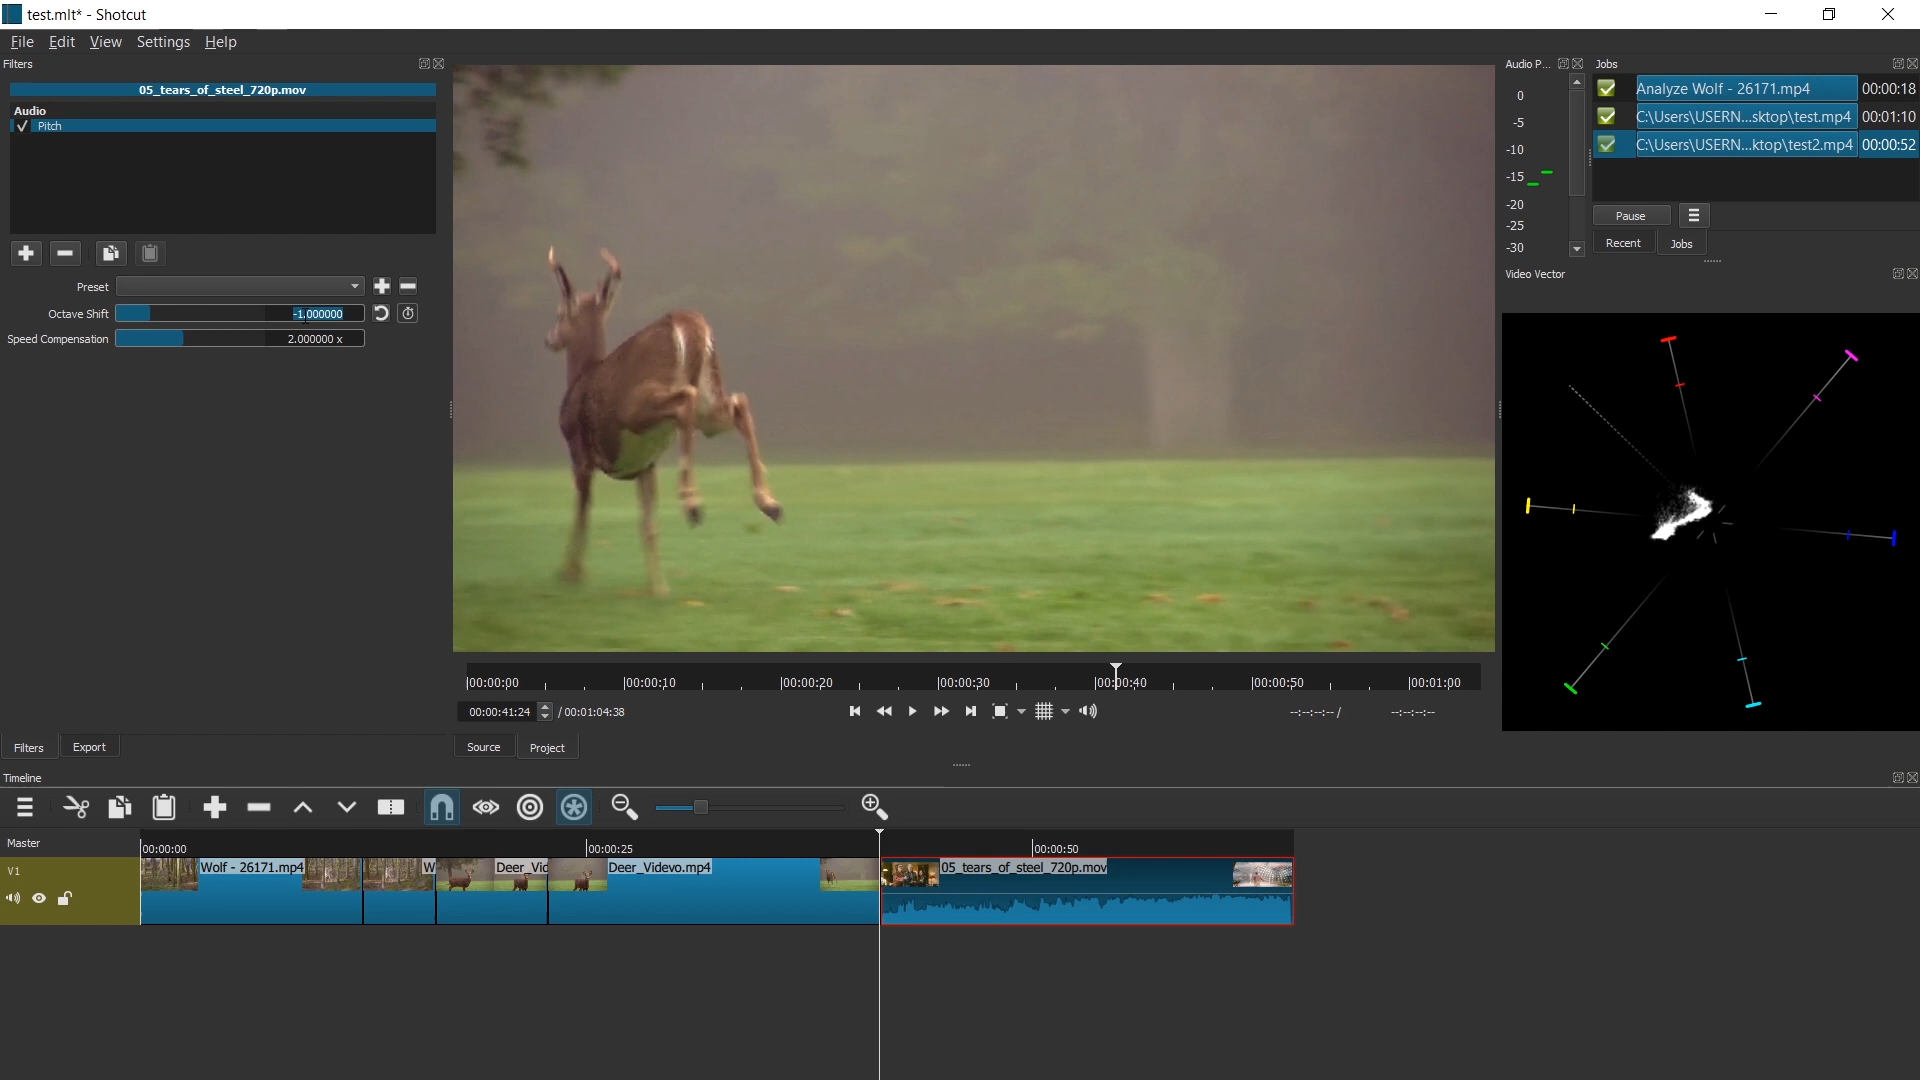 test.mlt* - Shotcut
File Edit View Settings Help
Filters
05_tears_of_steel_720p.mov
Audio
Pitch
Preset
Octave Shift -1.000000
Speed Compensation 2.000000 x
Filters Export
Audio P...
0
-5
-10
-15
-20
-25
-30
Jobs
Analyze Wolf - 26171.mp4 00:00:18
C:\Users\USERN...sktop\test.mp4 00:01:10
C:\Users\USERN...ktop\test2.mp4 00:00:52
Pause
Recent Jobs
Video Vector
00:00:00 00:00:10 00:00:20 00:00:30 00:00:40 00:00:50 00:01:00
00:00:41:24 / 00:01:04:38
--:--:--:-- / --:--:--:--
Source Project
Timeline
Master
00:00:00 00:00:25 00:00:50
V1
Wolf - 26171.mp4 W Deer_Vid Deer_Videvo.mp4 05_tears_of_steel_720p.mov